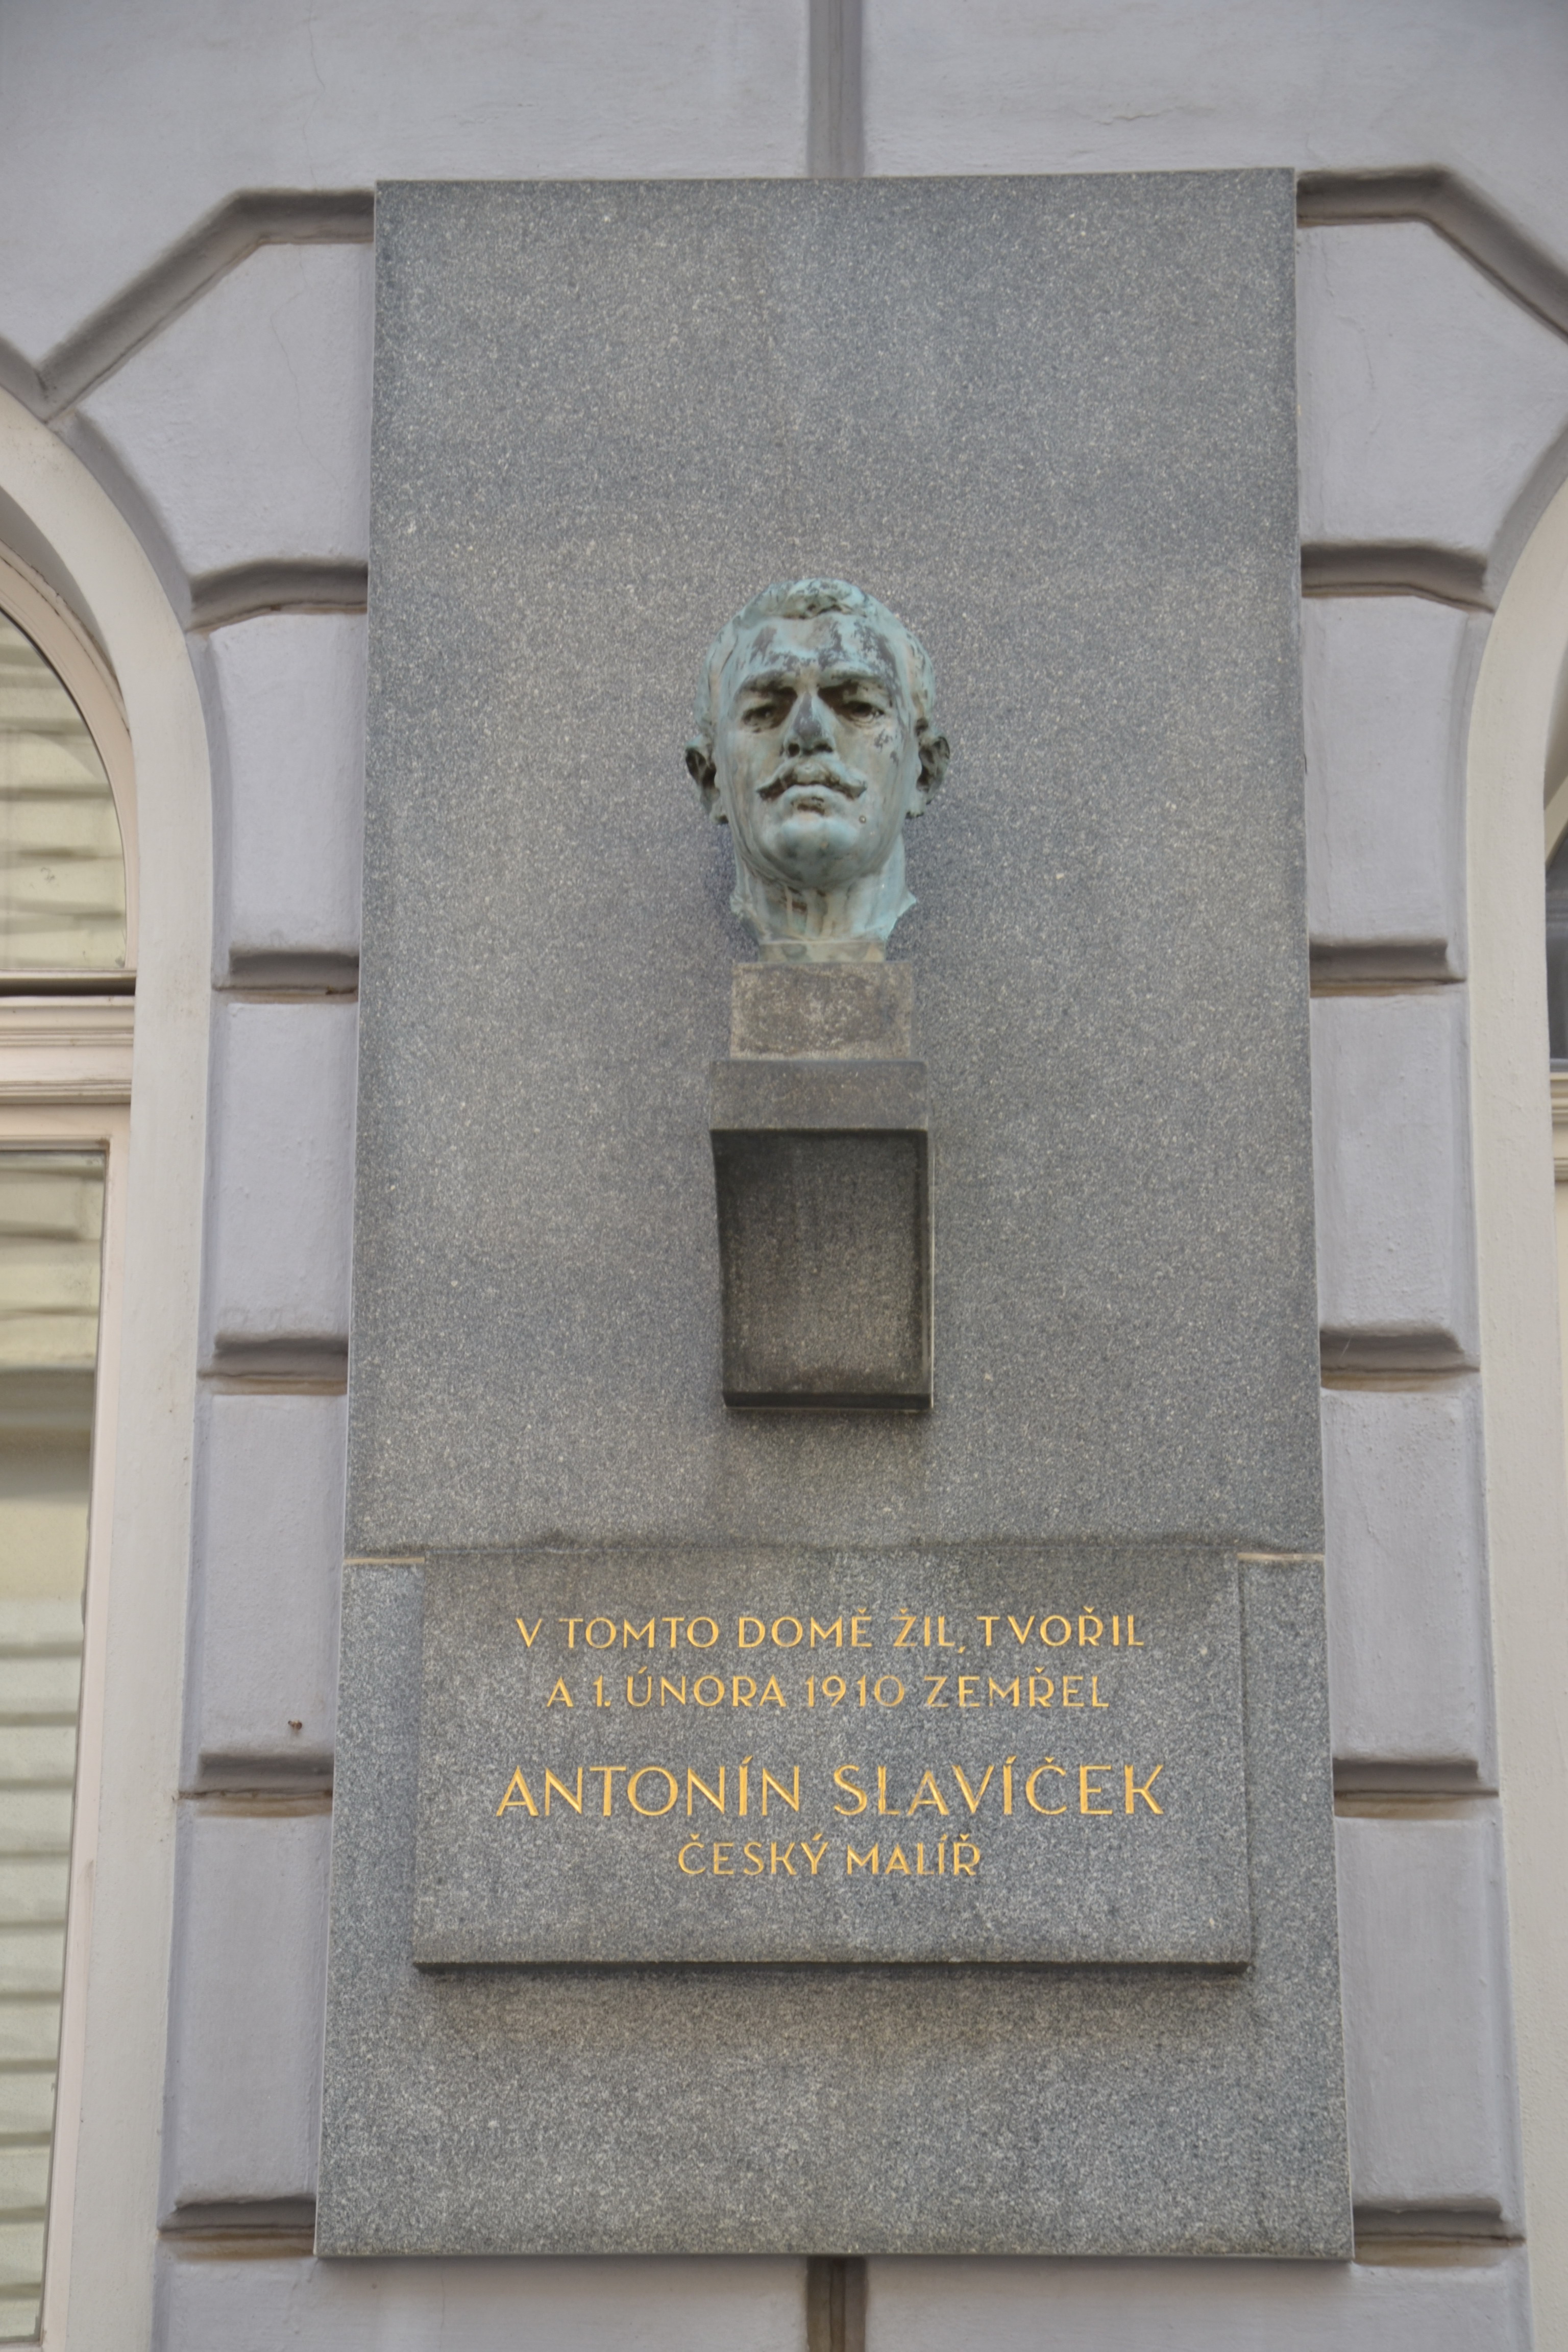 V TOMTO DOMĚ ŽIL, TVOŘIL
A 1. ÚNORA 1910 ZEMŘEL
ANTONÍN SLAVÍČEK
ČESKÝ MALÍŘ